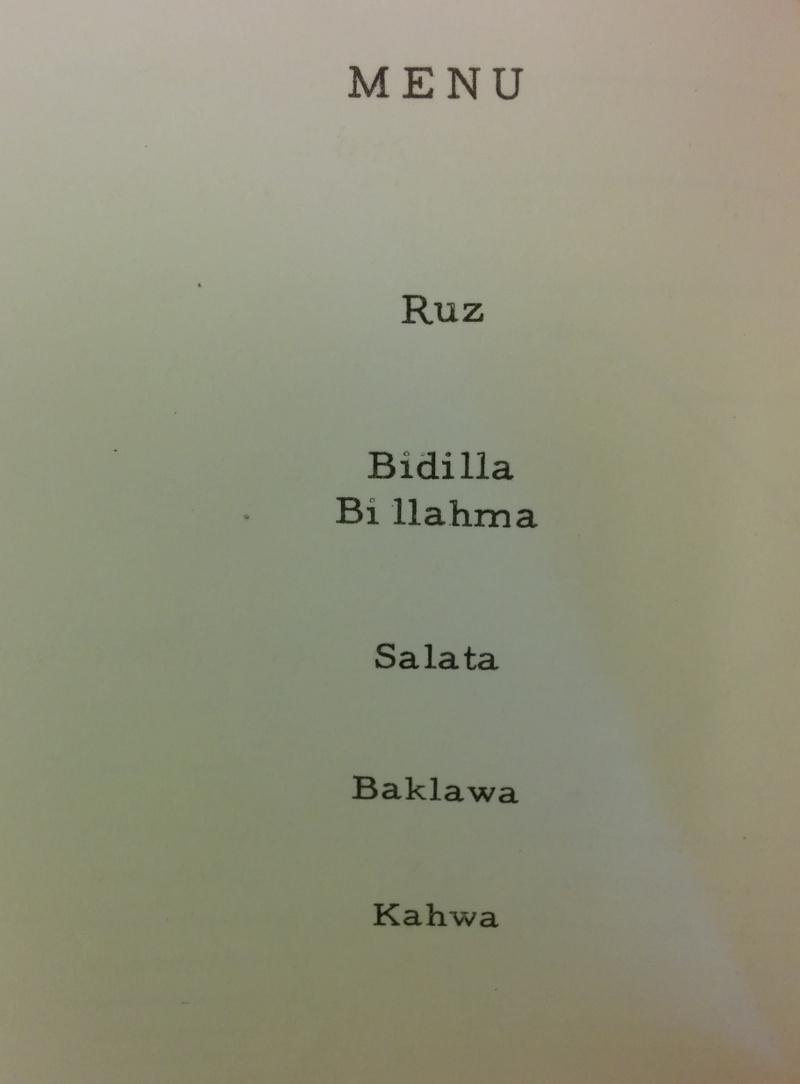 MENU
Ruz
Bidilla
Bi llahma
Salata
Baklawa
Kahwa